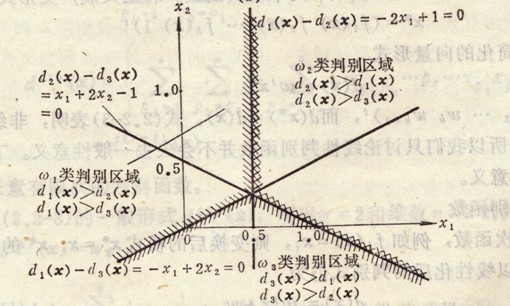 x₂
d₁(x)−d₂(x)=−2x₁+1=0
d₂(x)−d₃(x)
=x₁+2x₂−1
=0
1.0
ω₂类判别区域
d₂(x)>d₁(x)
d₂(x)>d₃(x)
0.5
ω₁类判别区域
d₁(x)>d₂(x)
d₁(x)>d₃(x)
x₁
0
0.5
1.0
d₁(x)−d₃(x)=−x₁+2x₂=0
ω₃类判别区域
d₃(x)>d₁(x)
d₃(x)>d₂(x)